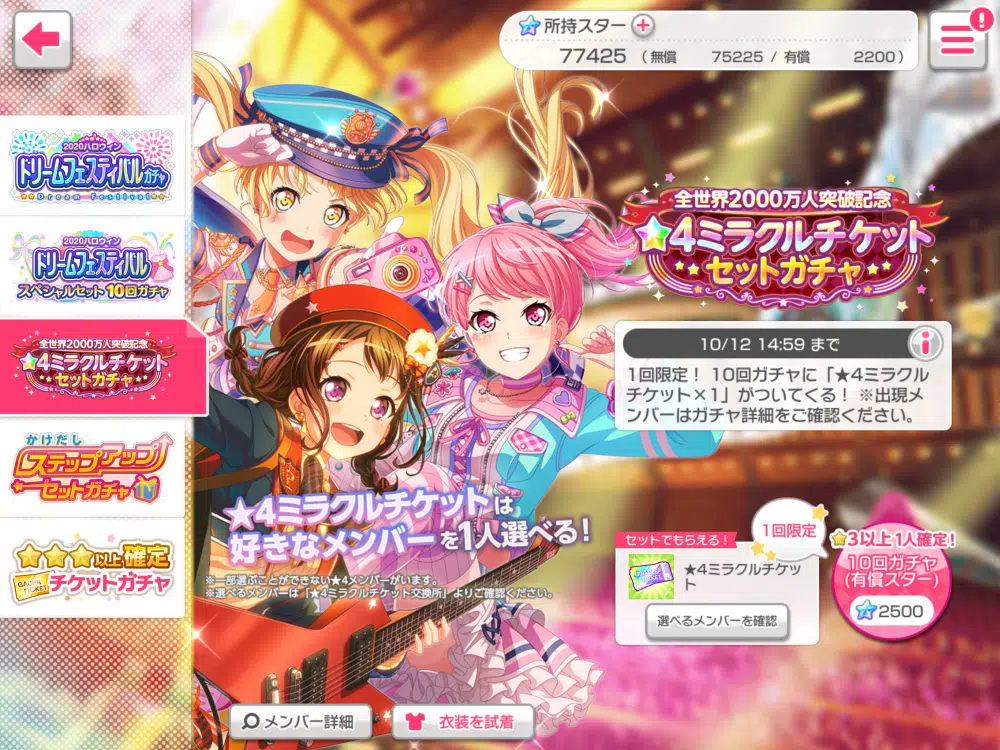 所持スター
77425 (無償 75225 / 有償 2200)
2020ハロウィン
ドリームフェスティバルガチャ
Dream Festival
2020ハロウィン
ドリームフェスティバル
スペシャルセット 10回ガチャ
全世界2000万人突破記念
★4ミラクルチケット
セットガチャ
かけだし
ステップアップ
セットガチャ IV
★★★以上確定
GACHA TICKET
チケットガチャ
全世界2000万人突破記念
★4ミラクルチケット
セットガチャ
10/12 14:59 まで
1回限定! 10回ガチャに「★4ミラクル
チケット×1」がついてくる! ※出現メ
ンバーはガチャ詳細をご確認ください。
★4ミラクルチケットは
好きなメンバーを1人選べる!
※一部選ぶことができない★4メンバーがいます。
※選べるメンバーは「★4ミラクルチケット交換所」よりご確認ください。
セットでもらえる!
★4ミラクルチケッ
ト
選べるメンバーを確認
1回限定
★3以上1人確定!
10回ガチャ
(有償スター)
2500
メンバー詳細
衣装を試着